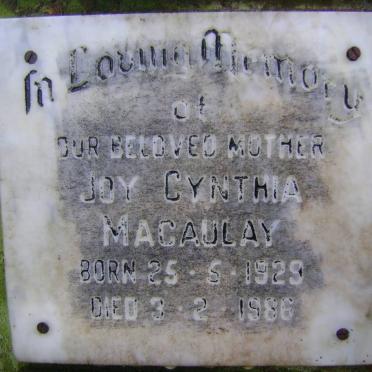 In Loving Memory
of
OUR BELOVED MOTHER
JOY CYNTHIA
MACAULAY
BORN 25 · 5 · 1929
DIED 3 · 2 · 1986